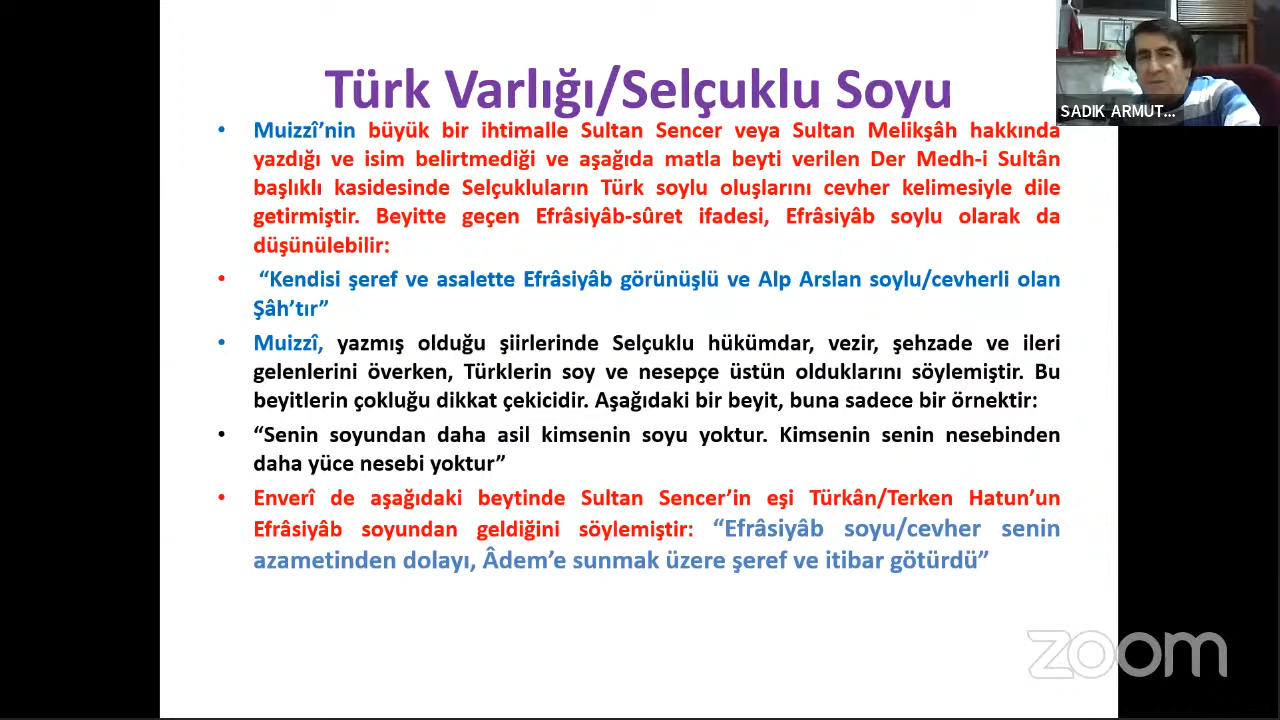 Türk Varlığı/Selçuklu Soyu
SADIK ARMUT...
• Muizzî’nin büyük bir ihtimalle Sultan Sencer veya Sultan Melikşâh hakkında
yazdığı ve isim belirtmediği ve aşağıda matla beyti verilen Der Medh-i Sultân
başlıklı kasidesinde Selçukluların Türk soylu oluşlarını cevher kelimesiyle dile
getirmiştir. Beyitte geçen Efrâsiyâb-sûret ifadesi, Efrâsiyâb soylu olarak da
düşünülebilir:
• “Kendisi şeref ve asalette Efrâsiyâb görünüşlü ve Alp Arslan soylu/cevherli olan
Şâh’tır”
• Muizzî, yazmış olduğu şiirlerinde Selçuklu hükümdar, vezir, şehzade ve ileri
gelenlerini överken, Türklerin soy ve nesepçe üstün olduklarını söylemiştir. Bu
beyitlerin çokluğu dikkat çekicidir. Aşağıdaki bir beyit, buna sadece bir örnektir:
• “Senin soyundan daha asil kimsenin soyu yoktur. Kimsenin senin nesebinden
daha yüce nesebi yoktur”
• Enverî de aşağıdaki beytinde Sultan Sencer’in eşi Türkân/Terken Hatun’un
Efrâsiyâb soyundan geldiğini söylemiştir: “Efrâsiyâb soyu/cevher senin
azametinden dolayı, Âdem’e sunmak üzere şeref ve itibar götürdü”
zoom